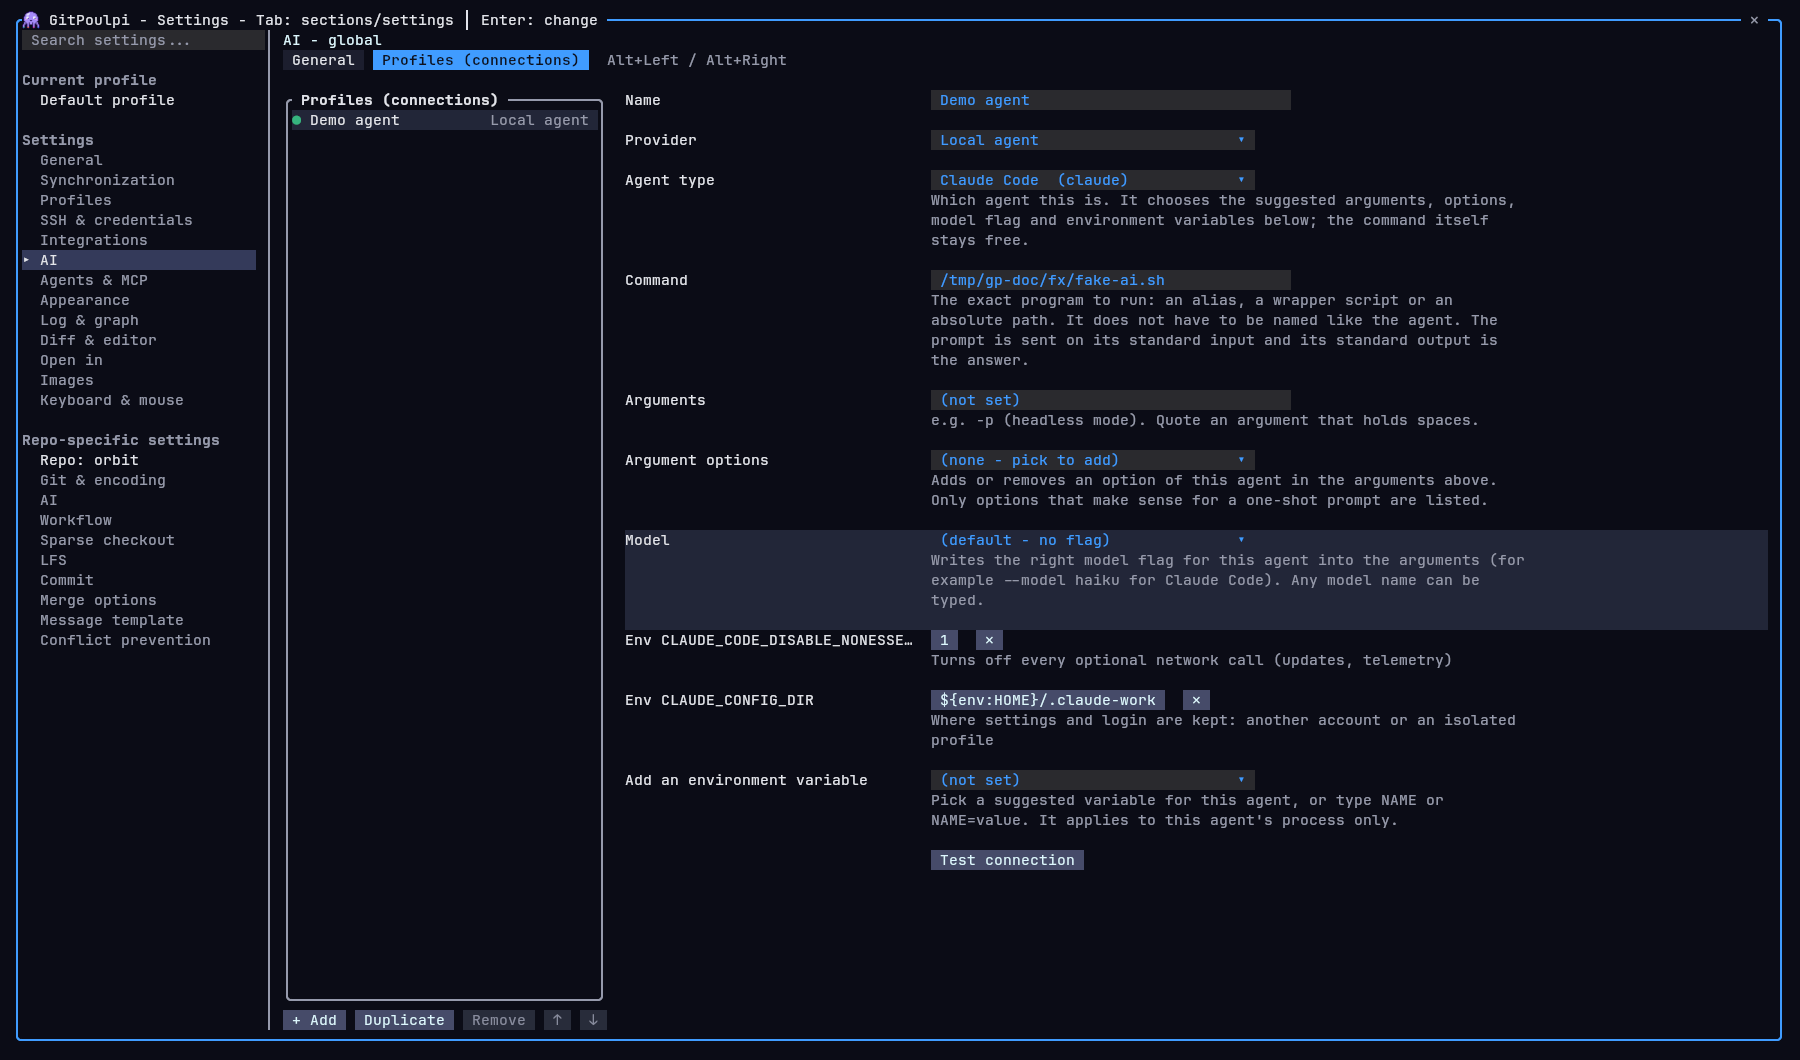 GitPoulpi - Settings - Tab: sections/settings | Enter: change ×
Search settings...
Current profile
Default profile
Settings
General
Synchronization
Profiles
SSH & credentials
Integrations
▸ AI
Agents & MCP
Appearance
Log & graph
Diff & editor
Open in
Images
Keyboard & mouse
Repo-specific settings
Repo: orbit
Git & encoding
AI
Workflow
Sparse checkout
LFS
Commit
Merge options
Message template
Conflict prevention
AI - global
General Profiles (connections) Alt+Left / Alt+Right
Profiles (connections)
● Demo agent Local agent
+ Add Duplicate Remove ↑ ↓
Name Demo agent
Provider Local agent ▾
Agent type Claude Code (claude) ▾
Which agent this is. It chooses the suggested arguments, options,
model flag and environment variables below; the command itself
stays free.
Command /tmp/gp-doc/fx/fake-ai.sh
The exact program to run: an alias, a wrapper script or an
absolute path. It does not have to be named like the agent. The
prompt is sent on its standard input and its standard output is
the answer.
Arguments (not set)
e.g. -p (headless mode). Quote an argument that holds spaces.
Argument options (none - pick to add) ▾
Adds or removes an option of this agent in the arguments above.
Only options that make sense for a one-shot prompt are listed.
Model (default - no flag) ▾
Writes the right model flag for this agent into the arguments (for
example --model haiku for Claude Code). Any model name can be
typed.
Env CLAUDE_CODE_DISABLE_NONESSE… 1 ×
Turns off every optional network call (updates, telemetry)
Env CLAUDE_CONFIG_DIR ${env:HOME}/.claude-work ×
Where settings and login are kept: another account or an isolated
profile
Add an environment variable (not set) ▾
Pick a suggested variable for this agent, or type NAME or
NAME=value. It applies to this agent's process only.
Test connection